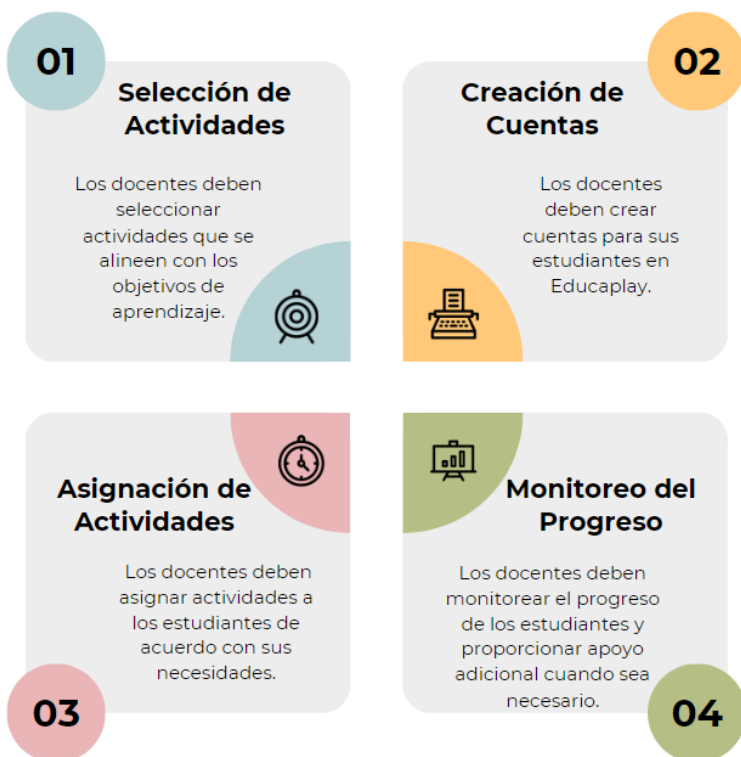 01
Selección de
Actividades
Los docentes deben
seleccionar
actividades que se
alineen con los
objetivos de
aprendizaje.
02
Creación de
Cuentas
Los docentes
deben crear
cuentas para sus
estudiantes en
Educaplay.
Asignación de
Actividades
Los docentes deben
asignar actividades a
los estudiantes de
acuerdo con sus
necesidades.
03
Monitoreo del
Progreso
Los docentes deben
monitorear el progreso
de los estudiantes y
proporcionar apoyo
adicional cuando sea
necesario.
04